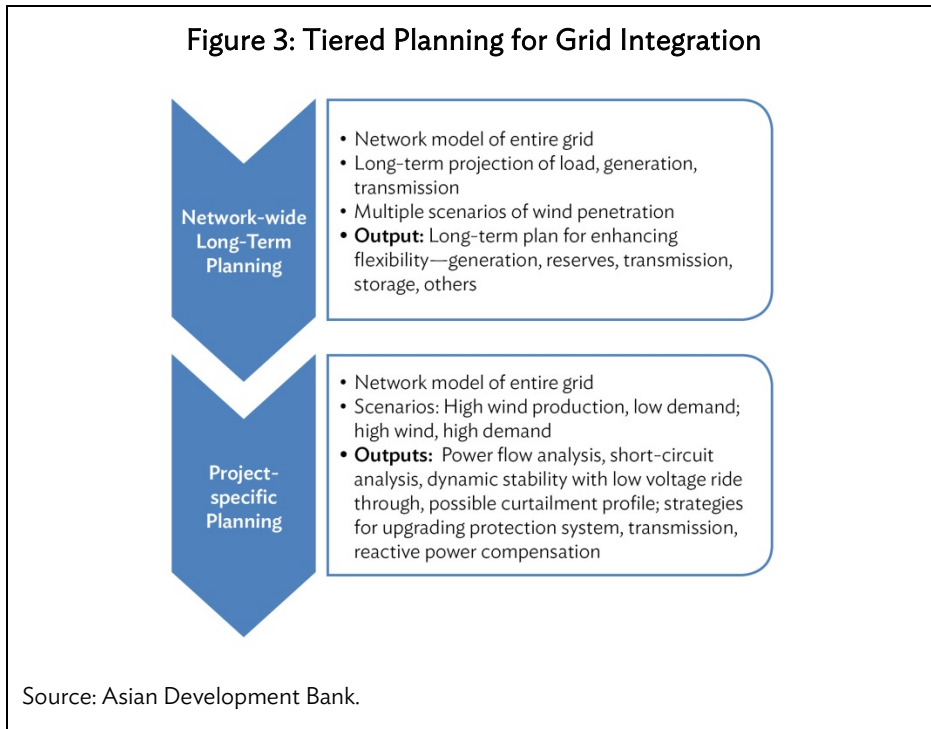 Figure 3: Tiered Planning for Grid Integration
Network-wide
Long-Term
Planning
• Network model of entire grid
• Long-term projection of load, generation,
transmission
• Multiple scenarios of wind penetration
• Output: Long-term plan for enhancing
flexibility—generation, reserves, transmission,
storage, others
Project-
specific
Planning
• Network model of entire grid
• Scenarios: High wind production, low demand;
high wind, high demand
• Outputs: Power flow analysis, short-circuit
analysis, dynamic stability with low voltage ride
through, possible curtailment profile; strategies
for upgrading protection system, transmission,
reactive power compensation
Source: Asian Development Bank.